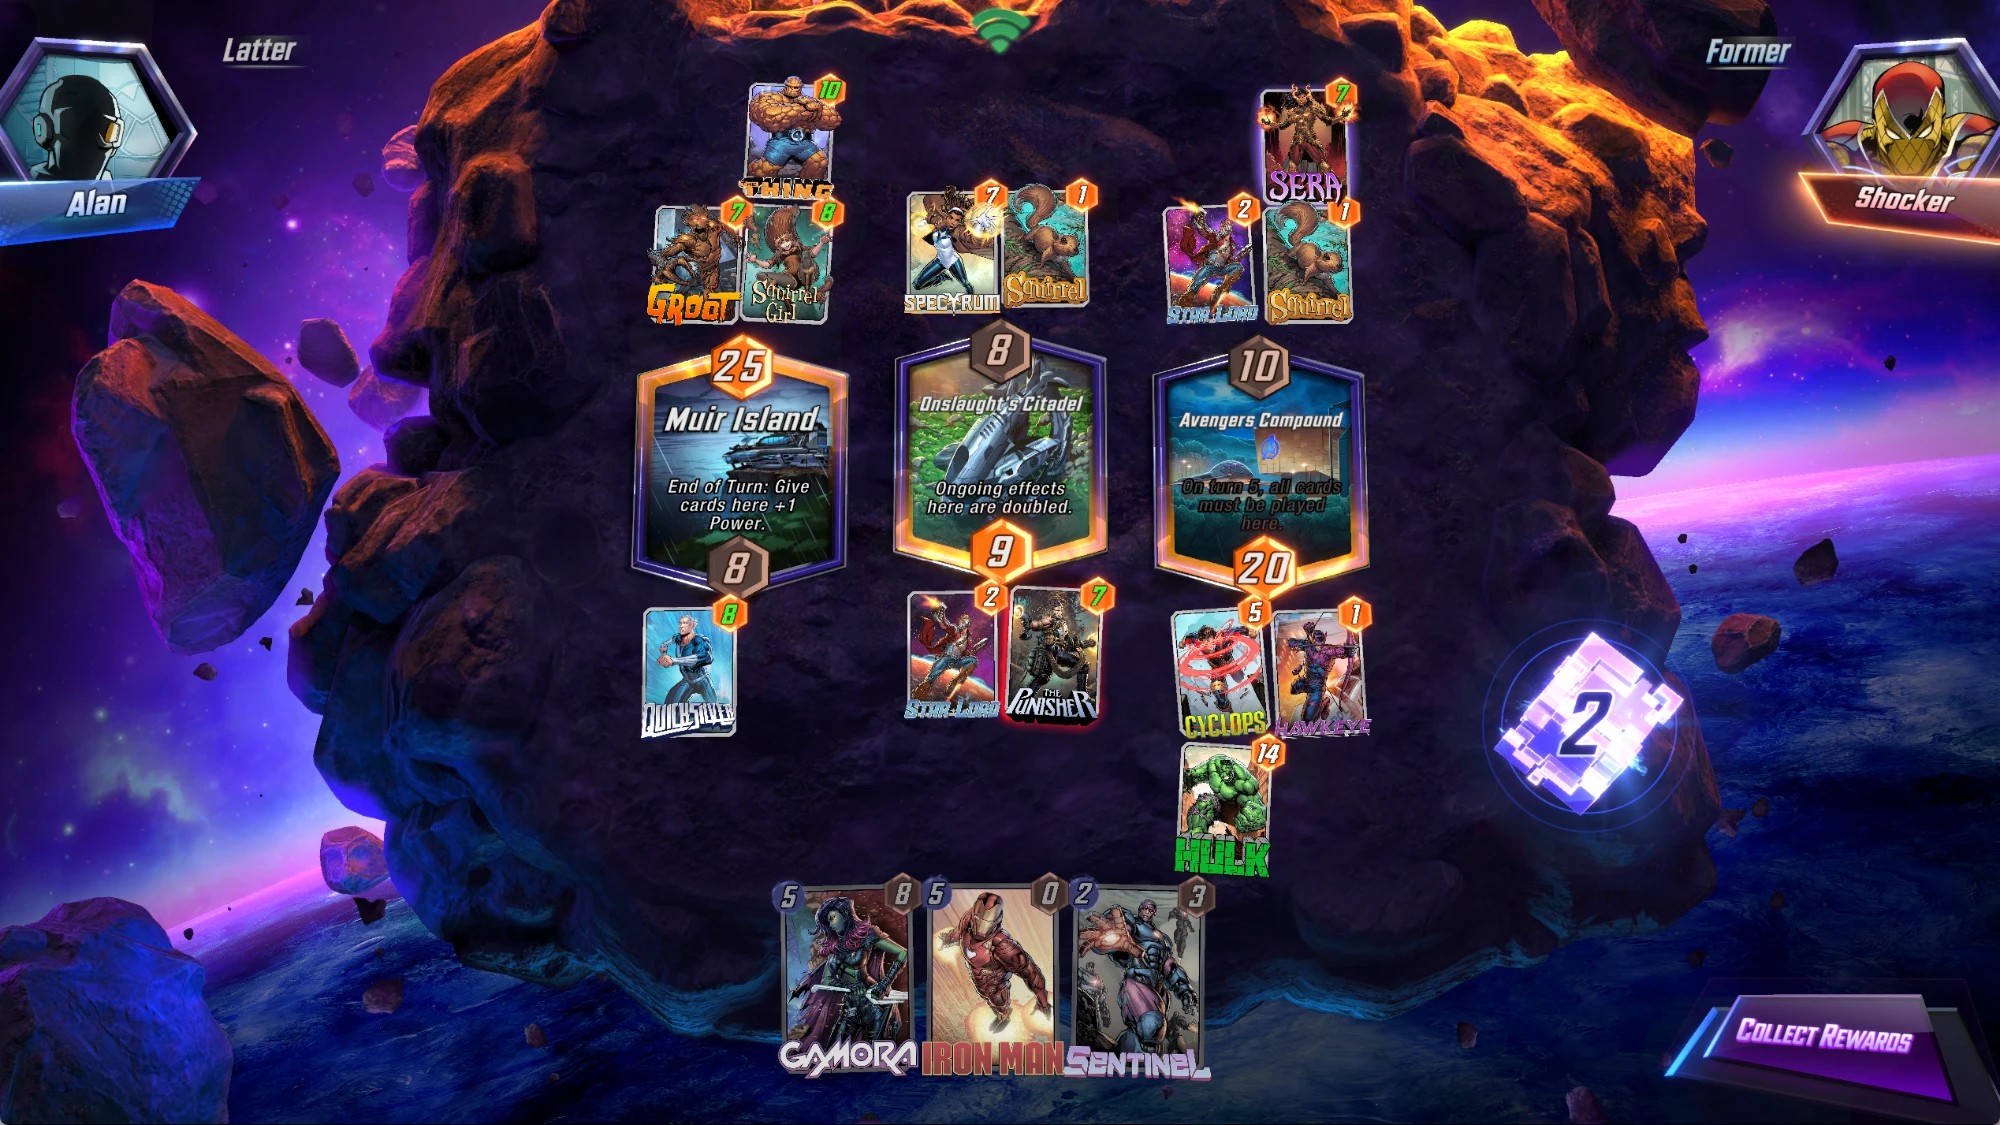 Latter
Former
Alan
Shocker
10
THING
7
SERA
7
GROOT
8
Squirrel
Girl
7
SPECTRUM
1
Squirrel
2
STAR-LORD
1
Squirrel
25
Muir Island
End of Turn: Give
cards here +1
Power.
8
8
Onslaught's Citadel
Ongoing effects
here are doubled.
9
10
Avengers Compound
On turn 5, all cards
must be played
here.
20
8
QUICKSILVER
2
STAR-LORD
7
THE
PUNISHER
5
CYCLOPS
1
HAWKEYE
14
HULK
2
5
8
GAMORA
5
0
IRON MAN
2
3
SENTINEL
COLLECT REWARDS